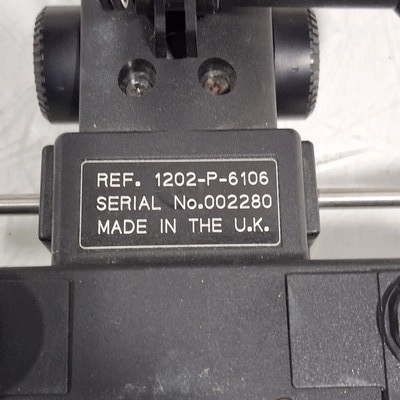 REF. 1202-P-6106
SERIAL No.002280
MADE IN THE U.K.